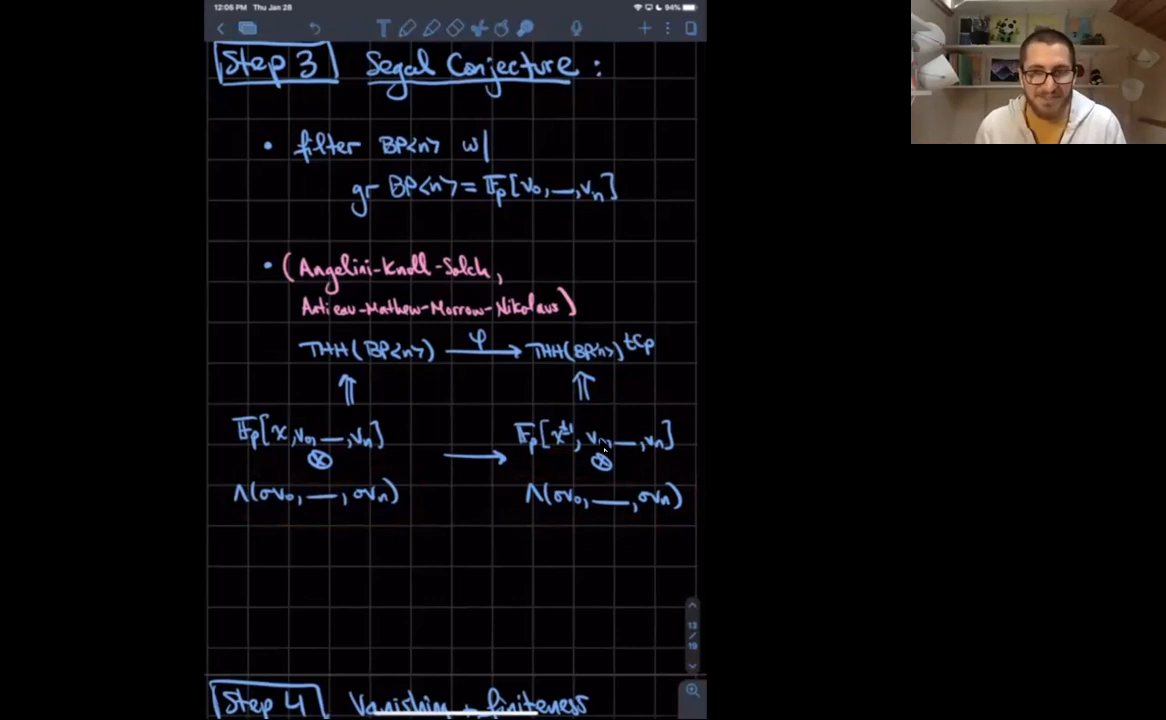 12:06 PM Thu Jan 28
94%
Step 3 Segal Conjecture :
• filter BP<n> w/
gr BP<n> = 𝔽p[v₀, —, vₙ]
• (Angelini-Knoll-Salch,
Antieau-Mathew-Morrow-Nikolaus)
THH(BP<n>) —φ→ THH(BP<n>)^tCp
⇑ ⇑
𝔽p[x, v₀, —, vₙ] → 𝔽p[x^±1, v₀, —, vₙ]
⊗ ⊗
Λ(σv₀, —, σvₙ) Λ(σv₀, —, σvₙ)
13
/
19
Step 4 Vanishing + finiteness